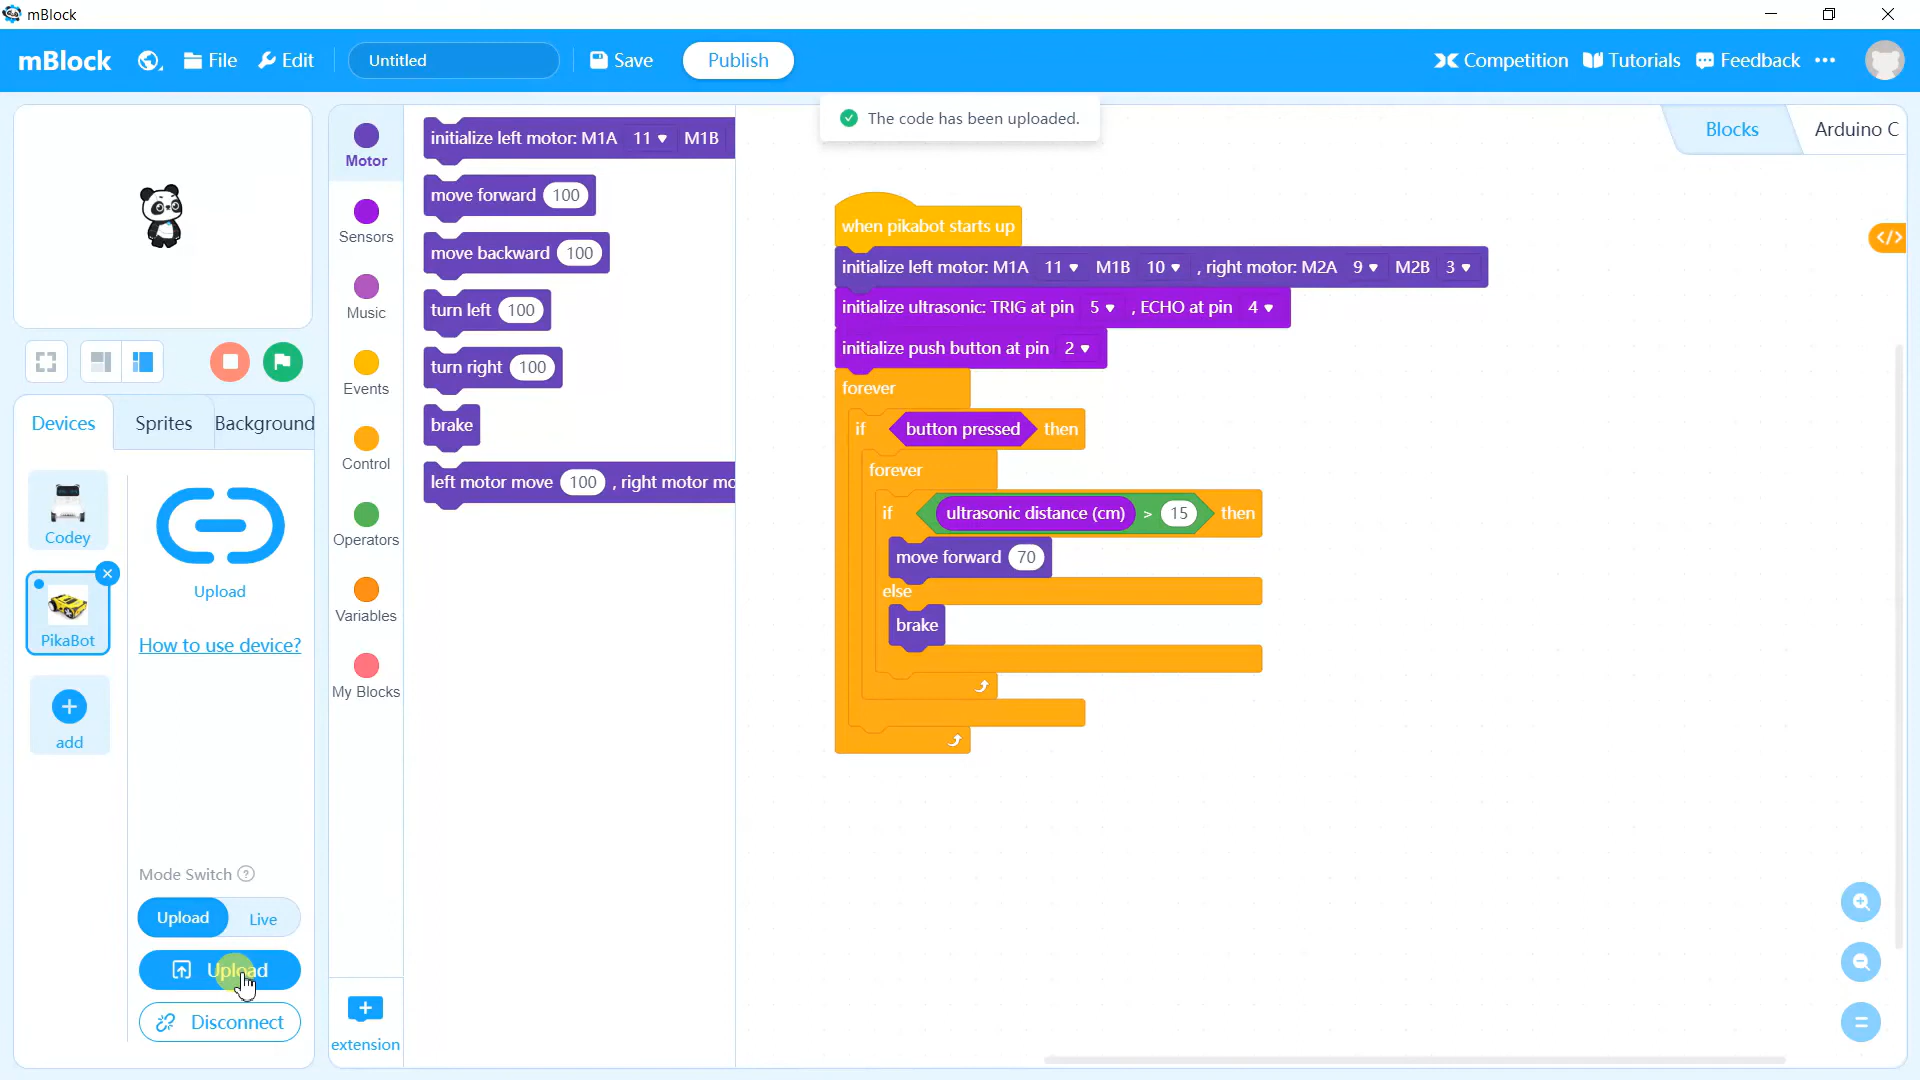 mBlock
mBlock
File
Edit
Untitled
Save
Publish
Competition
Tutorials
Feedback
The code has been uploaded.
Blocks
Arduino C
Motor
Sensors
Music
Events
Control
Operators
Variables
My Blocks
extension
initialize left motor: M1A 11 M1B
move forward 100
move backward 100
turn left 100
turn right 100
brake
left motor move 100 , right motor mo
when pikabot starts up
initialize left motor: M1A 11 M1B 10 , right motor: M2A 9 M2B 3
initialize ultrasonic: TRIG at pin 5 , ECHO at pin 4
initialize push button at pin 2
forever
if button pressed then
forever
if ultrasonic distance (cm) > 15 then
move forward 70
else
brake
Devices
Sprites
Background
Codey
PikaBot
add
Upload
How to use device?
Mode Switch ?
Upload
Live
Upload
Disconnect